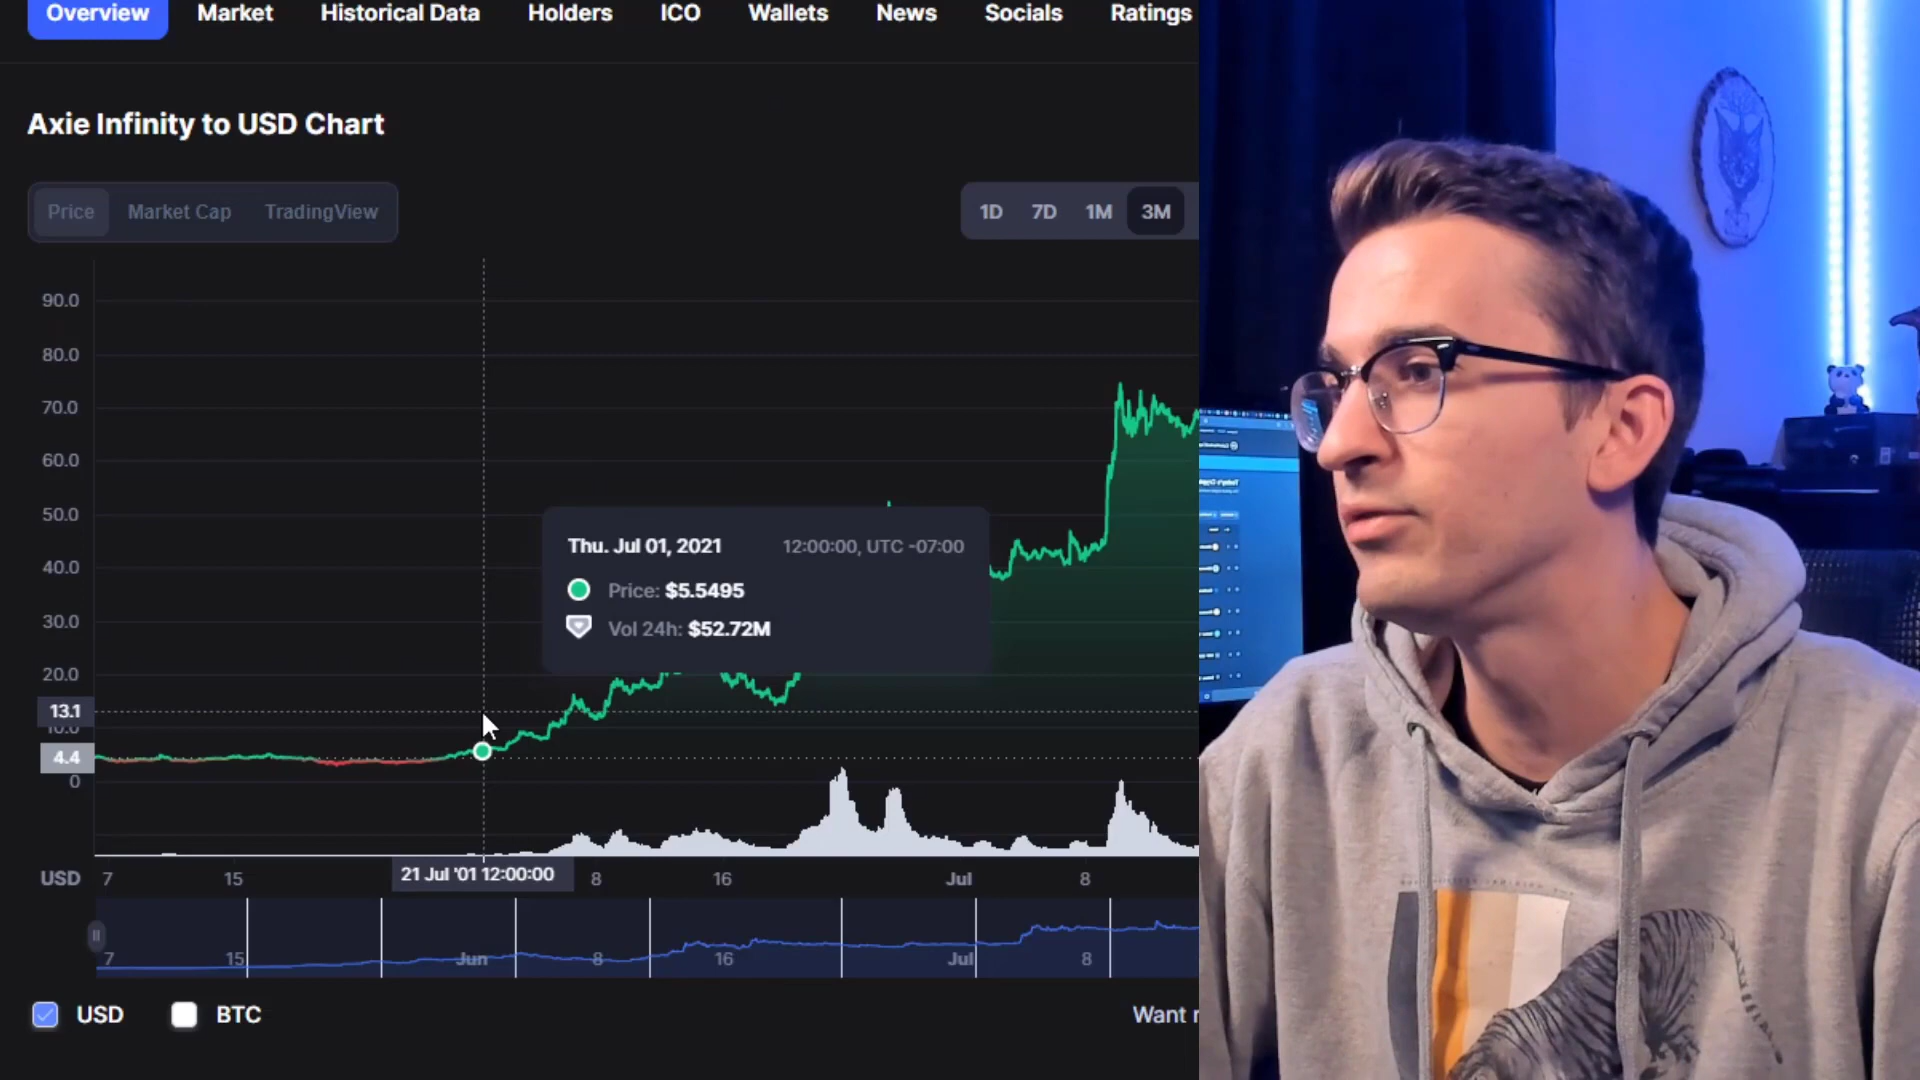 Overview Market Historical Data Holders ICO Wallets News Socials Ratings
Axie Infinity to USD Chart
Price Market Cap TradingView
1D 7D 1M 3M
90.0
80.0
70.0
60.0
50.0
40.0
30.0
20.0
13.1
10.0
4.4
0
Thu. Jul 01, 2021 12:00:00, UTC -07:00
Price: $5.5495
Vol 24h: $52.72M
USD 7 15 21 Jul '01 12:00:00 8 16 Jul 8
7 15 Jun 8 16 Jul 8
USD BTC
Want